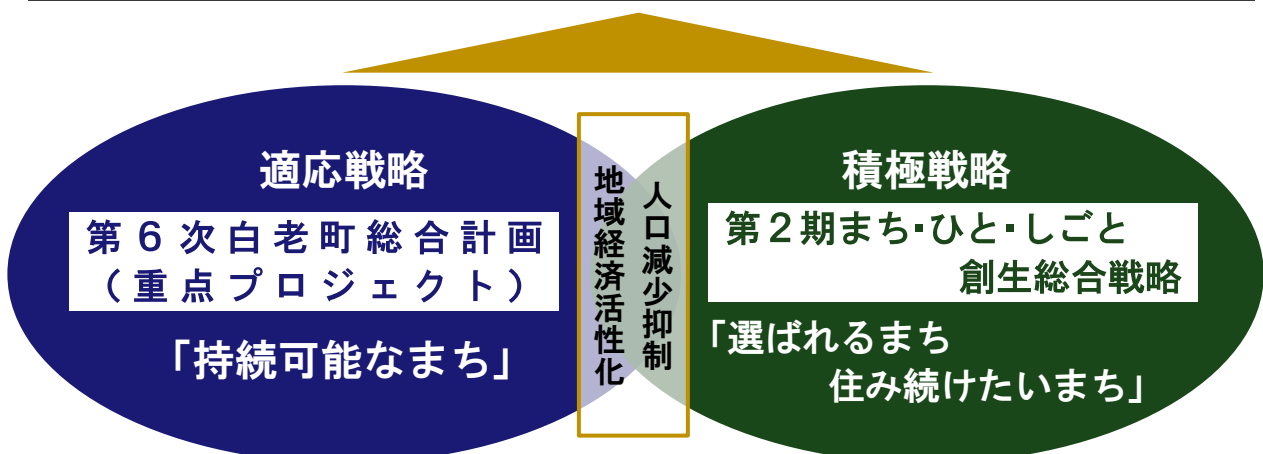 適応戦略
第6次白老町総合計画
（重点プロジェクト）
「持続可能なまち」
地域経済活性化
人口減少抑制
積極戦略
第２期まち・ひと・しごと
創生総合戦略
「選ばれるまち
住み続けたいまち」